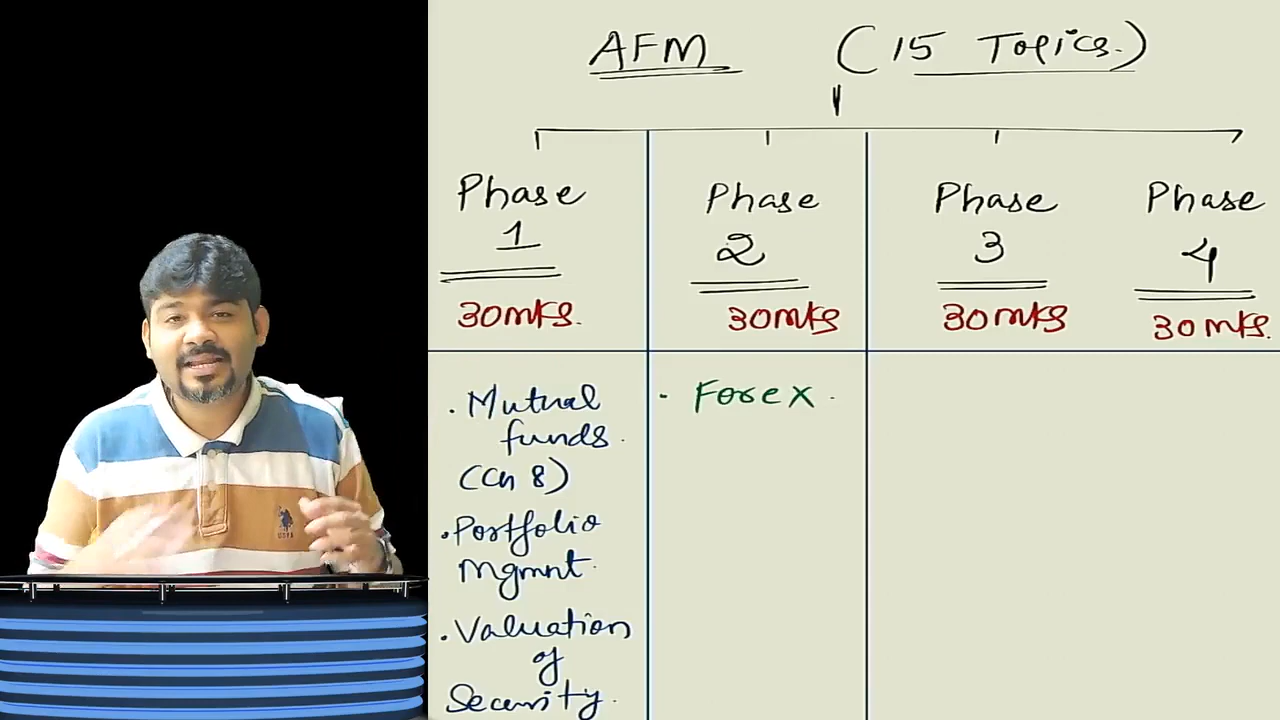 AFM (15 Topics.)
Phase 1
30mks.
Phase 2
30mks
Phase 3
30mks
Phase 4
30mks.
. Mutual
funds.
(Ch 8)
. Portfolio
Mgmnt.
. Valuation
of
Security.
. Forex.